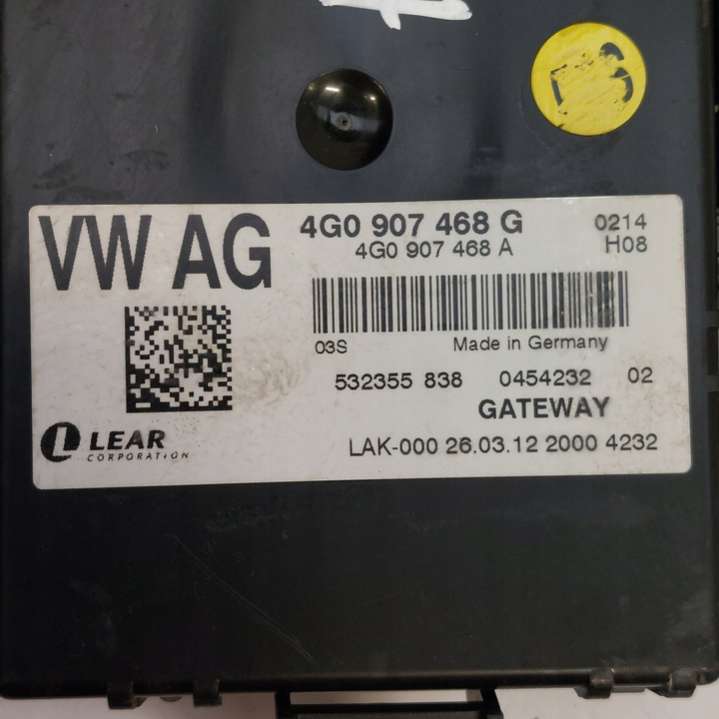 VW AG
4G0 907 468 G 0214
4G0 907 468 A H08
03S Made in Germany
532355 838 0454232 02
GATEWAY
LEAR
CORPORATION
LAK-000 26.03.12 2000 4232